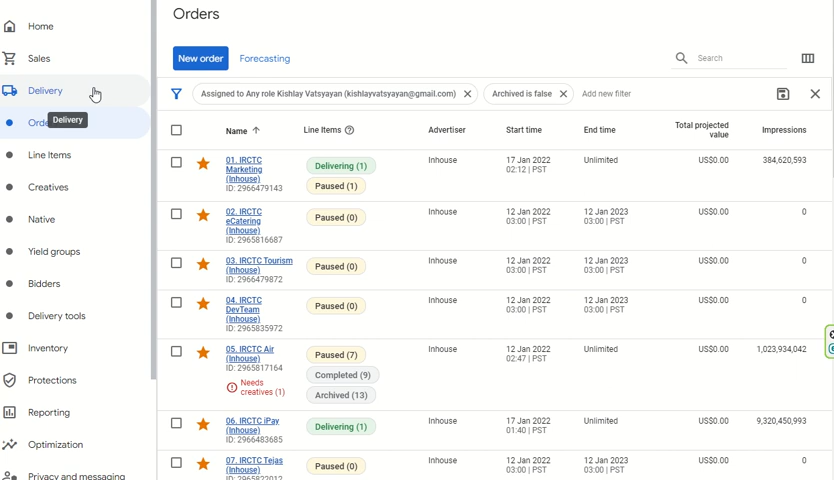 Orders
Home
Sales
Delivery
Delivery
Line Items
Creatives
Native
Yield groups
Bidders
Delivery tools
Inventory
Protections
Reporting
Optimization
Privacy and messaging
New order
Forecasting
Search
Assigned to Any role Kishlay Vatsyayan (kishlayvatsyayan@gmail.com)
Archived is false
Add new filter
Name
Line Items
Advertiser
Start time
End time
Total projected
value
Impressions
01. IRCTC
Marketing
(Inhouse)
ID: 2966479143
Delivering (1)
Paused (1)
Inhouse
17 Jan 2022
02:12 | PST
Unlimited
US$0.00
384,620,593
02. IRCTC
eCatering
(Inhouse)
ID: 2965816687
Paused (0)
Inhouse
12 Jan 2022
03:00 | PST
12 Jan 2023
03:00 | PST
US$0.00
0
03. IRCTC Tourism
(Inhouse)
ID: 2966479872
Paused (0)
Inhouse
12 Jan 2022
03:00 | PST
12 Jan 2023
03:00 | PST
US$0.00
0
04. IRCTC
DevTeam
(Inhouse)
ID: 2965835972
Paused (0)
Inhouse
12 Jan 2022
03:00 | PST
12 Jan 2023
03:00 | PST
US$0.00
0
05. IRCTC Air
(Inhouse)
ID: 2965817164
Needs
creatives (1)
Paused (7)
Completed (9)
Archived (13)
Inhouse
12 Jan 2022
02:47 | PST
Unlimited
US$0.00
1,023,934,042
06. IRCTC iPay
(Inhouse)
ID: 2966483685
Delivering (1)
Inhouse
17 Jan 2022
01:40 | PST
Unlimited
US$0.00
9,320,450,993
07. IRCTC Tejas
(Inhouse)
Paused (0)
Inhouse
12 Jan 2022
03:00 | PST
12 Jan 2023
03:00 | PST
US$0.00
0